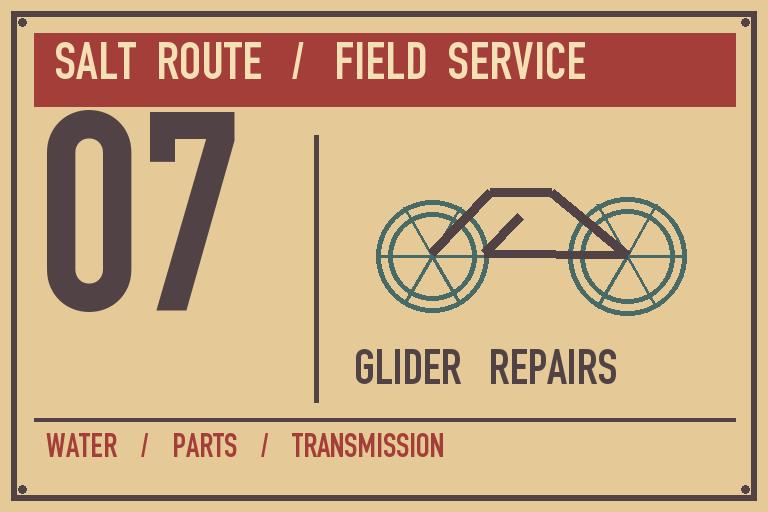 SALT ROUTE / FIELD SERVICE
07
GLIDER REPAIRS
WATER / PARTS / TRANSMISSION